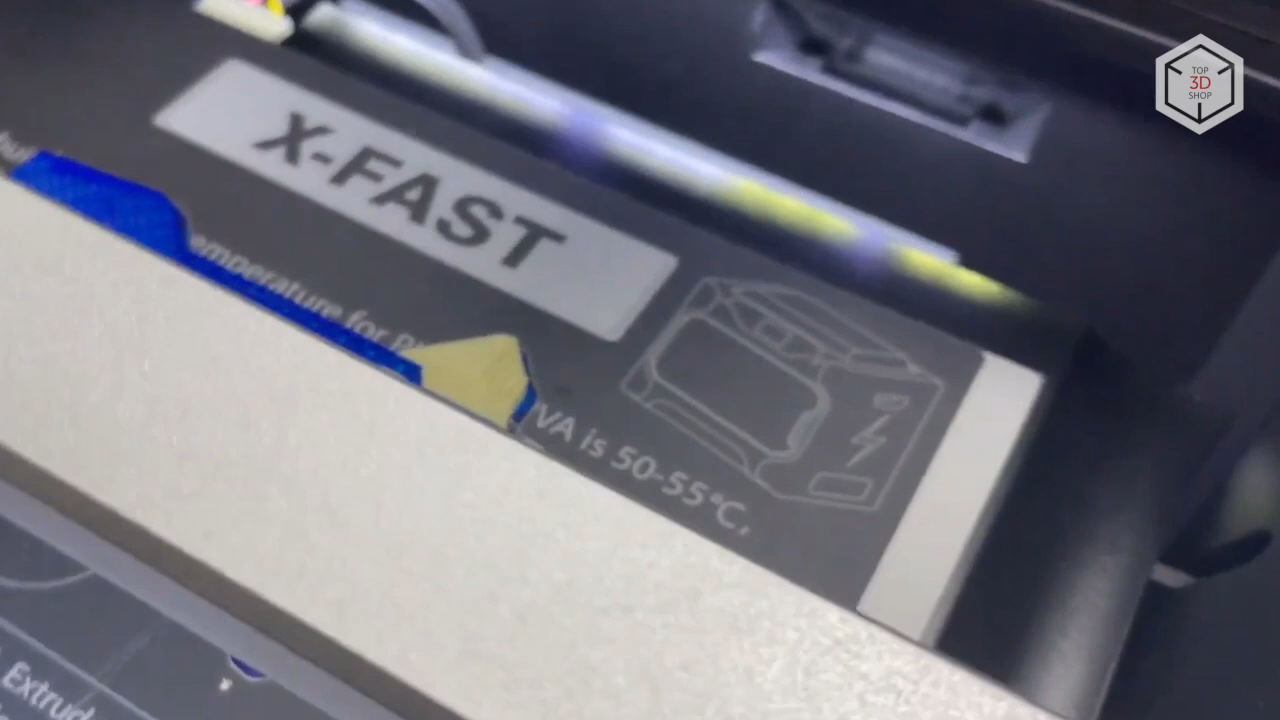 TOP
3D
SHOP
X-FAST
emperature for P
VA is 50-55°C,
Extrud